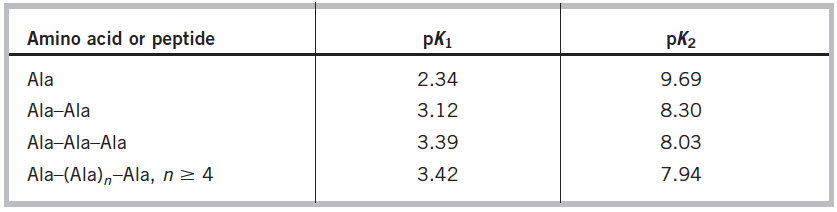 Amino acid or peptide pK₁ pK₂
Ala 2.34 9.69
Ala–Ala 3.12 8.30
Ala–Ala–Ala 3.39 8.03
Ala–(Ala)ₙ–Ala, n ≥ 4 3.42 7.94